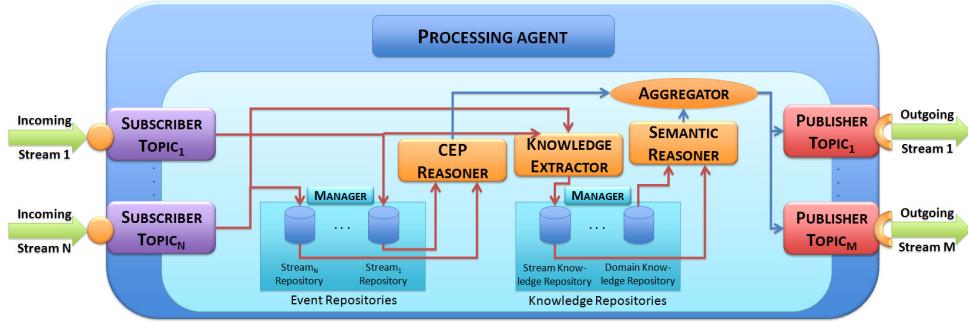 PROCESSING AGENT
AGGREGATOR
Incoming
Stream 1
SUBSCRIBER
TOPIC1
CEP
REASONER
KNOWLEDGE
EXTRACTOR
SEMANTIC
REASONER
PUBLISHER
TOPIC1
Outgoing
Stream 1
. . . .
. . . .
Incoming
Stream N
SUBSCRIBER
TOPICN
MANAGER
. . .
StreamN
Repository
Stream1
Repository
Event Repositories
MANAGER
. . .
Stream Know-
ledge Repository
Domain Know-
ledge Repository
Knowledge Repositories
PUBLISHER
TOPICM
Outgoing
Stream M